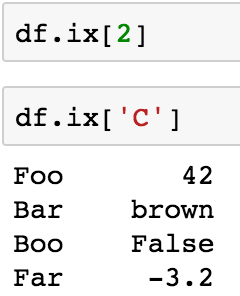 df.ix[2]
df.ix['C']
Foo 42
Bar brown
Boo False
Far -3.2